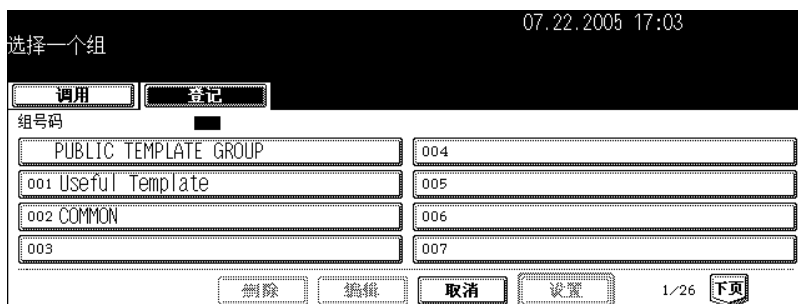 07.22.2005 17:03
选择一个组
调用 登记
组号码
PUBLIC TEMPLATE GROUP 004
001 Useful Template 005
002 COMMON 006
003 007
删除 编辑 取消 设置 1/26 下页